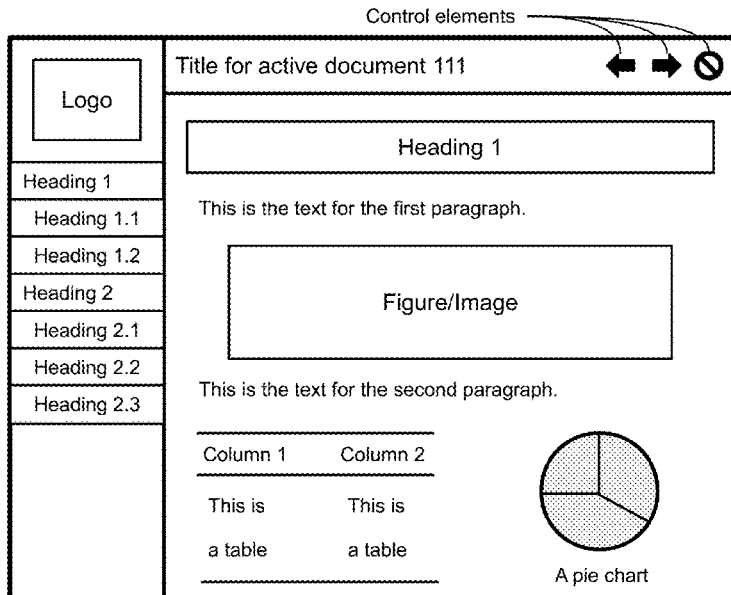 Control elements
Logo
Title for active document 111
Heading 1
Heading 1.1
Heading 1.2
Heading 2
Heading 2.1
Heading 2.2
Heading 2.3
Heading 1
This is the text for the first paragraph.
Figure/Image
This is the text for the second paragraph.
Column 1 Column 2
This is This is
a table a table
A pie chart